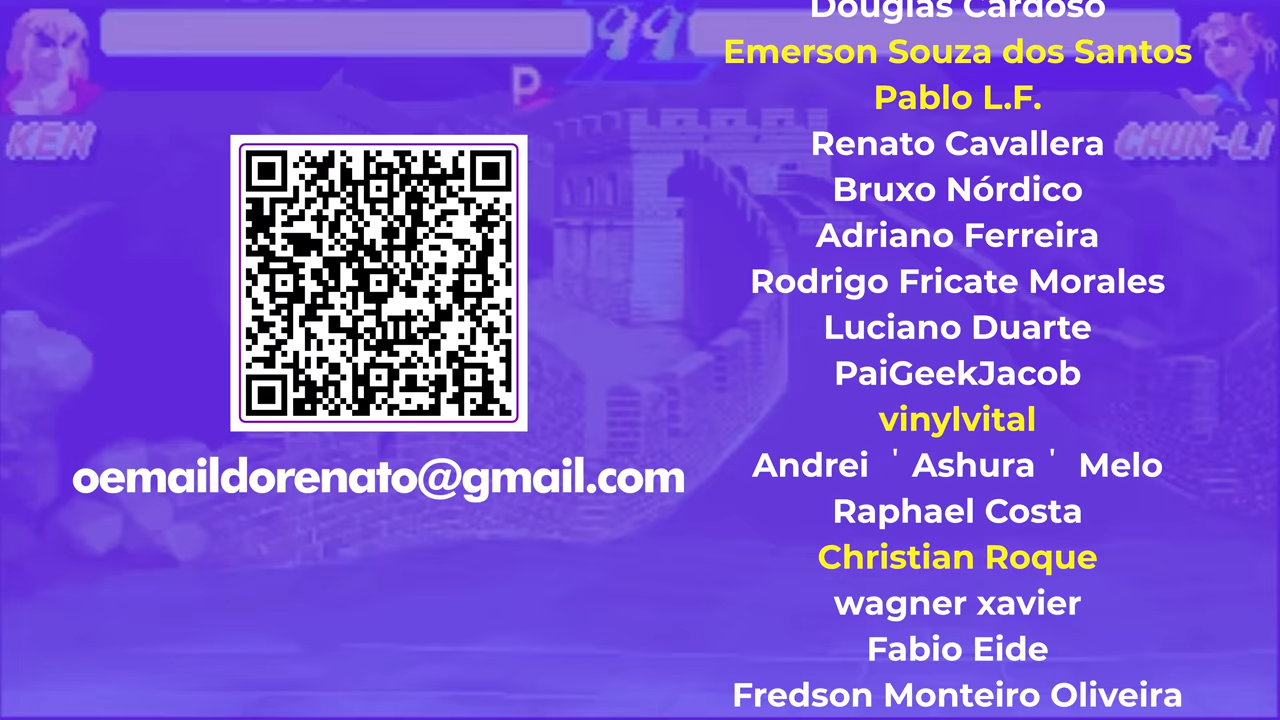 99
P
KEN
CHUN-LI
oemaildorenato@gmail.com
Douglas Cardoso
Emerson Souza dos Santos
Pablo L.F.
Renato Cavallera
Bruxo Nórdico
Adriano Ferreira
Rodrigo Fricate Morales
Luciano Duarte
PaiGeekJacob
vinylvital
Andrei ' Ashura ' Melo
Raphael Costa
Christian Roque
wagner xavier
Fabio Eide
Fredson Monteiro Oliveira